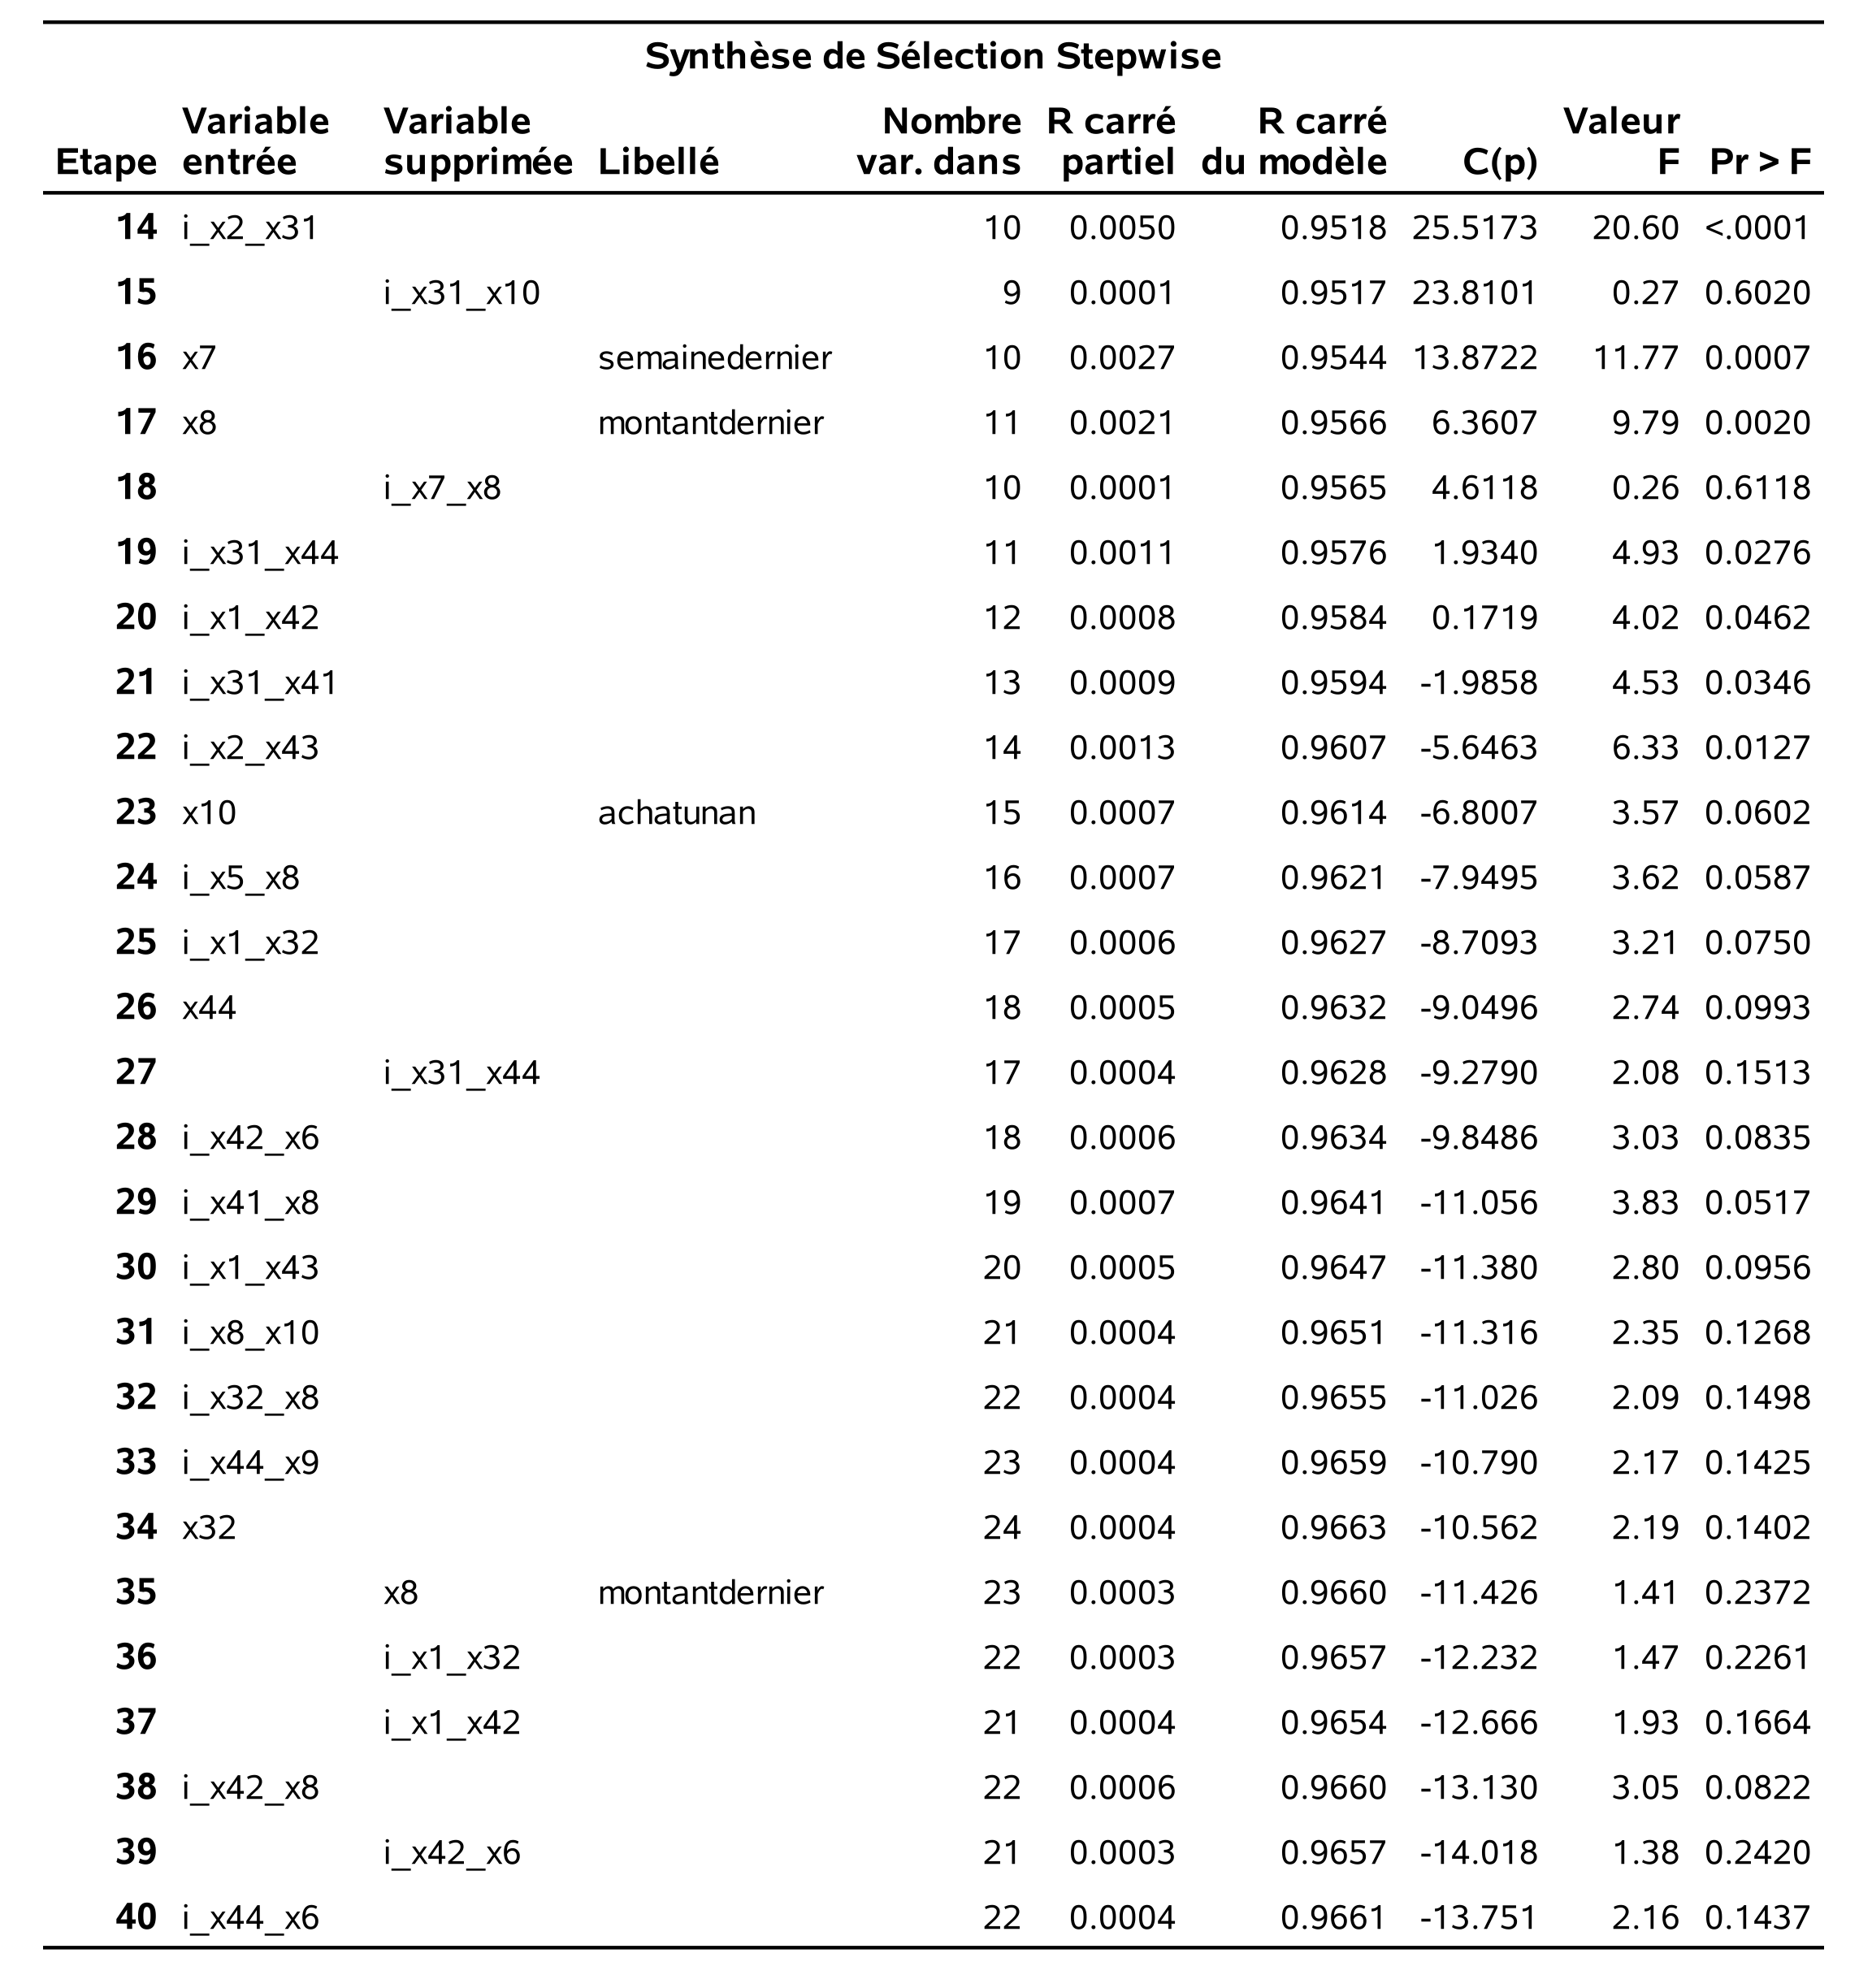 Synthèse de Sélection Stepwise
Etape Variable entrée Variable supprimée Libellé Nombre var. dans R carré partiel R carré du modèle C(p) Valeur F Pr > F
14 i_x2_x31 10 0.0050 0.9518 25.5173 20.60 <.0001
15 i_x31_x10 9 0.0001 0.9517 23.8101 0.27 0.6020
16 x7 semainedernier 10 0.0027 0.9544 13.8722 11.77 0.0007
17 x8 montantdernier 11 0.0021 0.9566 6.3607 9.79 0.0020
18 i_x7_x8 10 0.0001 0.9565 4.6118 0.26 0.6118
19 i_x31_x44 11 0.0011 0.9576 1.9340 4.93 0.0276
20 i_x1_x42 12 0.0008 0.9584 0.1719 4.02 0.0462
21 i_x31_x41 13 0.0009 0.9594 -1.9858 4.53 0.0346
22 i_x2_x43 14 0.0013 0.9607 -5.6463 6.33 0.0127
23 x10 achatunan 15 0.0007 0.9614 -6.8007 3.57 0.0602
24 i_x5_x8 16 0.0007 0.9621 -7.9495 3.62 0.0587
25 i_x1_x32 17 0.0006 0.9627 -8.7093 3.21 0.0750
26 x44 18 0.0005 0.9632 -9.0496 2.74 0.0993
27 i_x31_x44 17 0.0004 0.9628 -9.2790 2.08 0.1513
28 i_x42_x6 18 0.0006 0.9634 -9.8486 3.03 0.0835
29 i_x41_x8 19 0.0007 0.9641 -11.056 3.83 0.0517
30 i_x1_x43 20 0.0005 0.9647 -11.380 2.80 0.0956
31 i_x8_x10 21 0.0004 0.9651 -11.316 2.35 0.1268
32 i_x32_x8 22 0.0004 0.9655 -11.026 2.09 0.1498
33 i_x44_x9 23 0.0004 0.9659 -10.790 2.17 0.1425
34 x32 24 0.0004 0.9663 -10.562 2.19 0.1402
35 x8 montantdernier 23 0.0003 0.9660 -11.426 1.41 0.2372
36 i_x1_x32 22 0.0003 0.9657 -12.232 1.47 0.2261
37 i_x1_x42 21 0.0004 0.9654 -12.666 1.93 0.1664
38 i_x42_x8 22 0.0006 0.9660 -13.130 3.05 0.0822
39 i_x42_x6 21 0.0003 0.9657 -14.018 1.38 0.2420
40 i_x44_x6 22 0.0004 0.9661 -13.751 2.16 0.1437